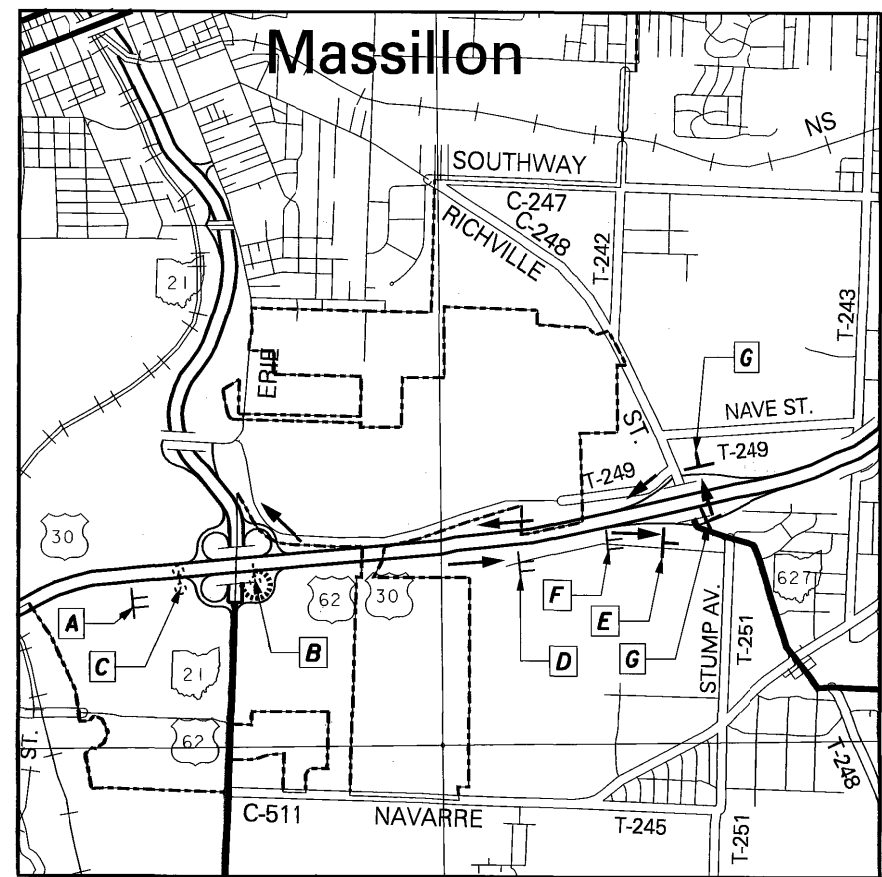 Massillon
NS
SOUTHWAY
C-247
C-248
RICHVILLE
T-242
21
T-243
ERIE
G
NAVE ST.
ST.
T-249
T-249
30
62
30
627
F
A
E
C
B
D
G
STUMP AV.
T-251
21
62
ST.
T-248
C-511
NAVARRE
T-245
T-251